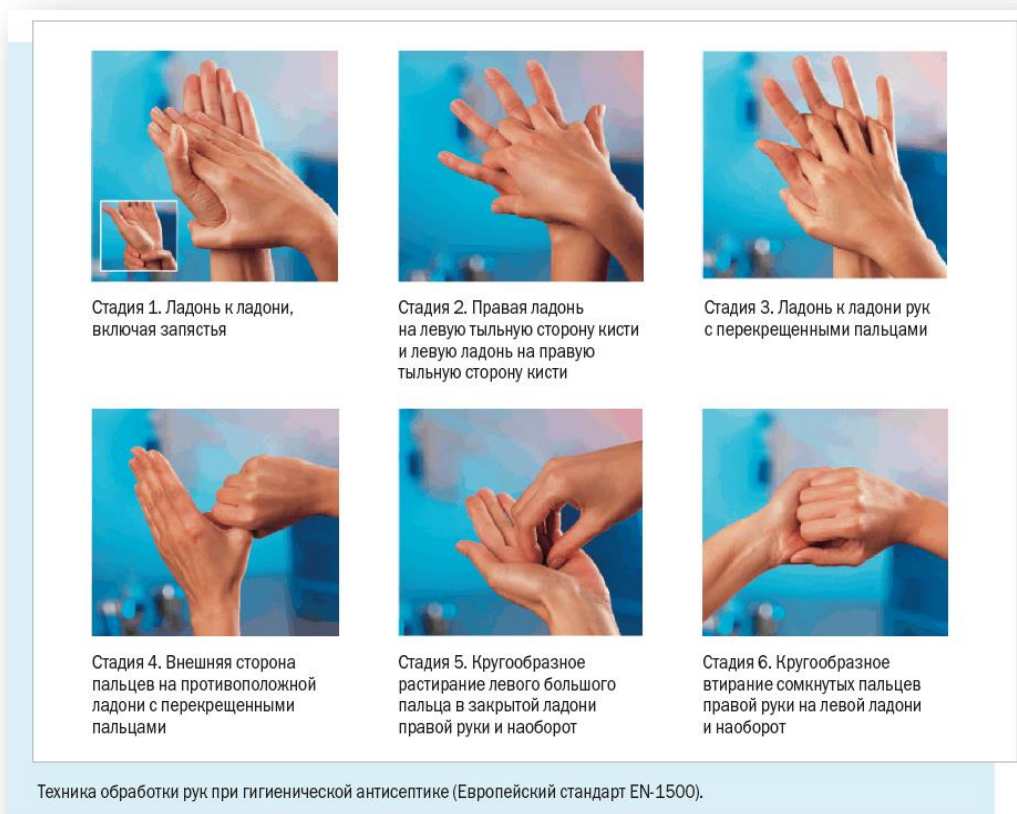 Стадия 1. Ладонь к ладони,
включая запястья
Стадия 2. Правая ладонь
на левую тыльную сторону кисти
и левую ладонь на правую
тыльную сторону кисти
Стадия 3. Ладонь к ладони рук
с перекрещенными пальцами
Стадия 4. Внешняя сторона
пальцев на противоположной
ладони с перекрещенными
пальцами
Стадия 5. Кругообразное
растирание левого большого
пальца в закрытой ладони
правой руки и наоборот
Стадия 6. Кругообразное
втирание сомкнутых пальцев
правой руки на левой ладони
и наоборот
Техника обработки рук при гигиенической антисептике (Европейский стандарт EN-1500).